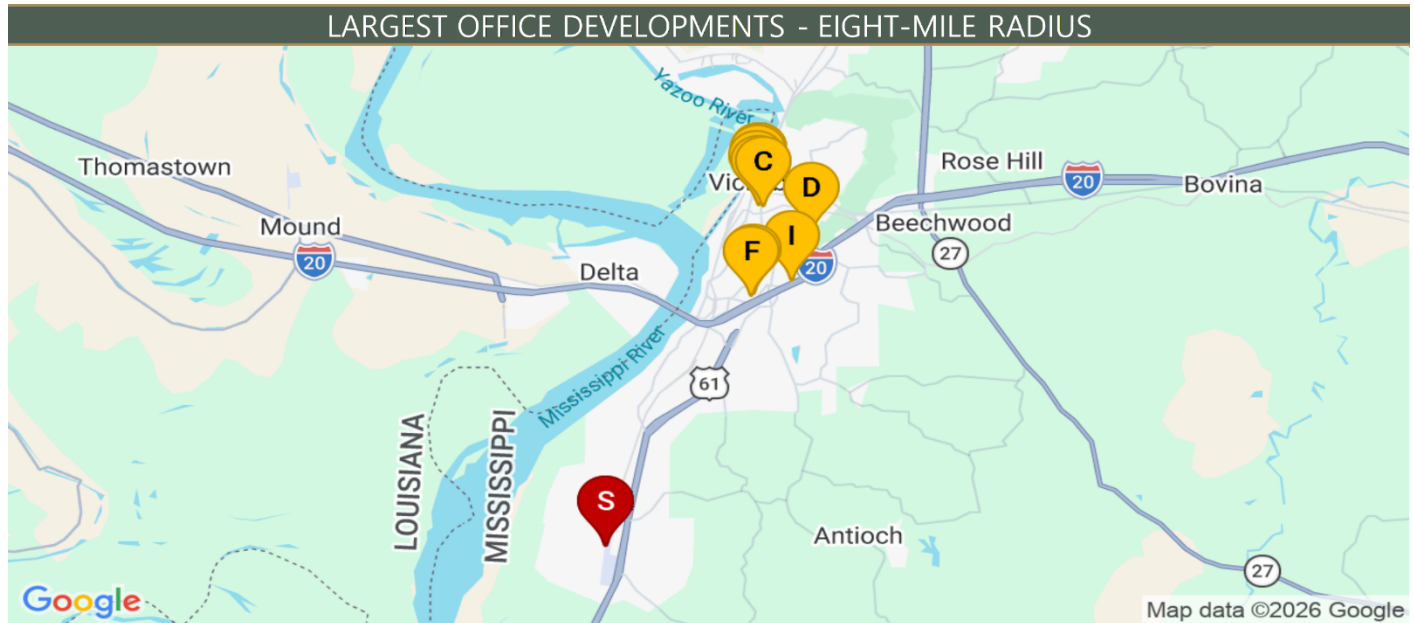 LARGEST OFFICE DEVELOPMENTS - EIGHT-MILE RADIUS
Yazoo River
Thomastown
C
D
Rose Hill
20
Bovina
Mound
Beechwood
I
F
20
27
20
Delta
Mississippi River
61
LOUISIANA
MISSISSIPPI
S
Antioch
27
Google
Map data ©2026 Google